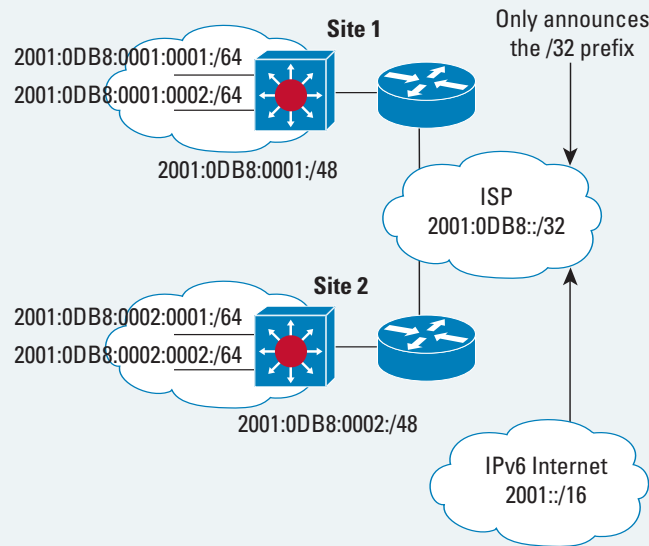 Site 1
Only announces
the /32 prefix
2001:0DB8:0001:0001:/64
2001:0DB8:0001:0002:/64
2001:0DB8:0001:/48
ISP
2001:0DB8::/32
Site 2
2001:0DB8:0002:0001:/64
2001:0DB8:0002:0002:/64
2001:0DB8:0002:/48
IPv6 Internet
2001::/16